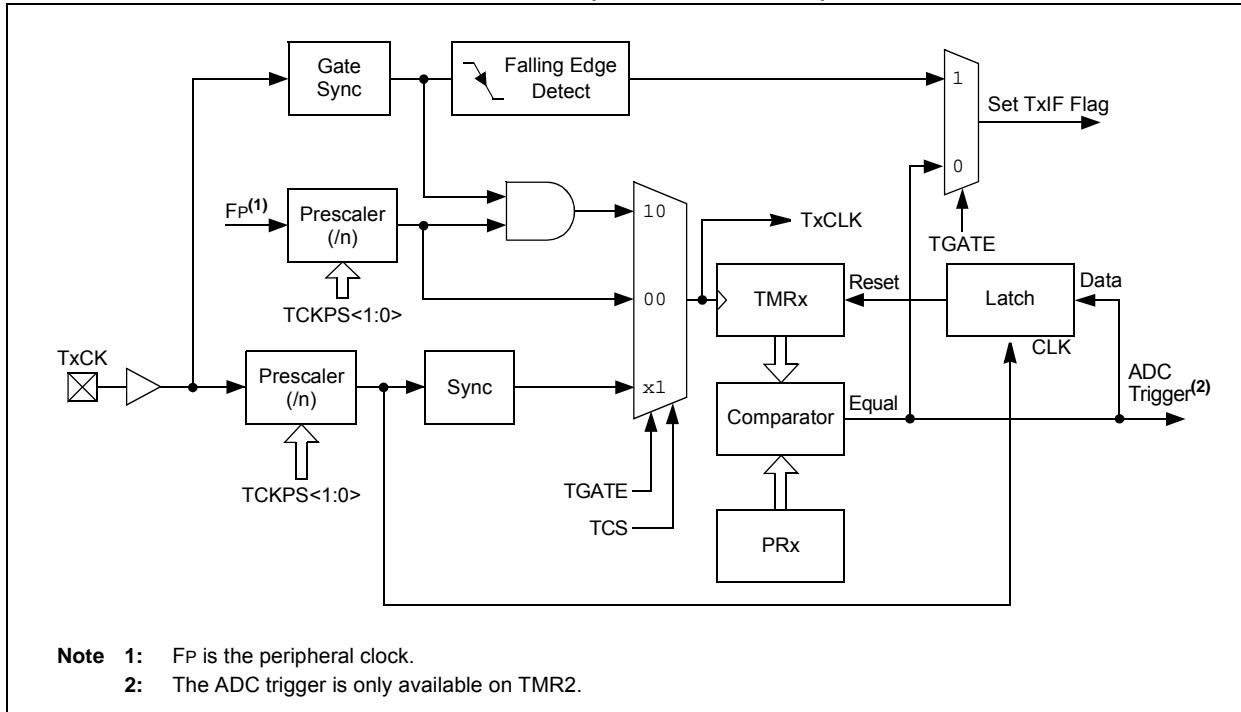 Gate
Sync
Falling Edge
Detect
1
Set TxIF Flag
0
FP(1)
Prescaler
(/n)
10
TxCLK
TGATE
TCKPS<1:0>
00
TMRx
Reset
Latch
Data
CLK
TxCK
Prescaler
(/n)
Sync
x1
Comparator
Equal
ADC
Trigger(2)
TCKPS<1:0>
TGATE
TCS
PRx
Note 1: FP is the peripheral clock.
2: The ADC trigger is only available on TMR2.